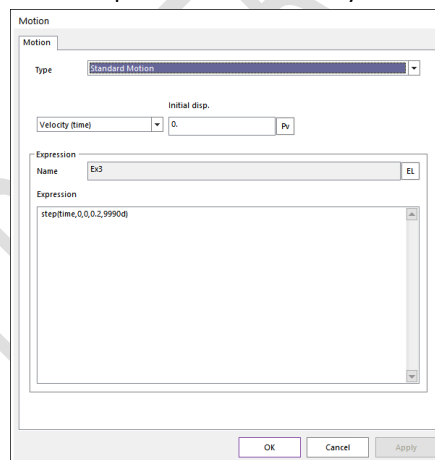 Motion
Motion
Type
Standard Motion
Initial disp.
Velocity (time)
0.
Pv
Expression
Name
Ex3
EL
Expression
step(time,0,0,0.2,9990d)
OK
Cancel
Apply